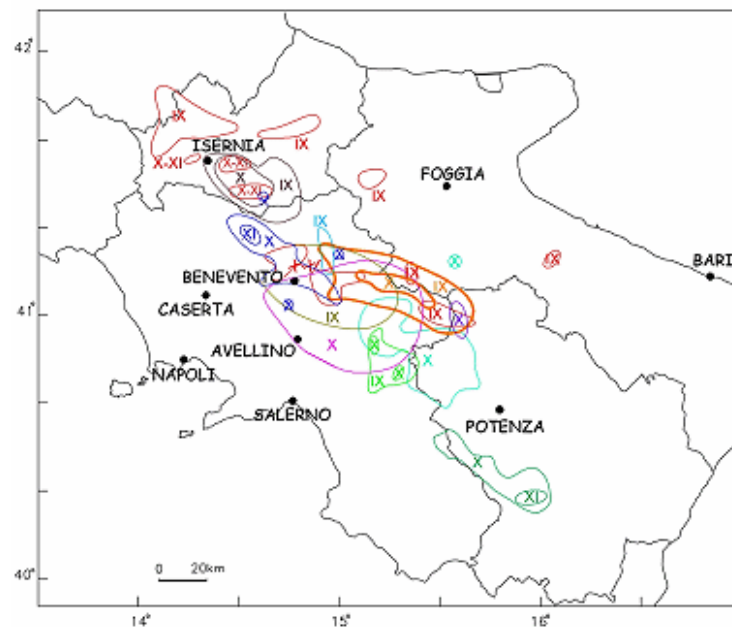 42°
IX
ISERNIA
IX
X-XI
X-XI
X
IX
X-XI
IX
FOGGIA
XI
X
IX
X
X
IX
BARI
BENEVENTO
IX
X
IX
41°
CASERTA
X
IX
IX
X
AVELLINO
X
X
X
NAPOLI
IX
X
SALERNO
POTENZA
X
XI
40°
0 20km
14°
15°
16°